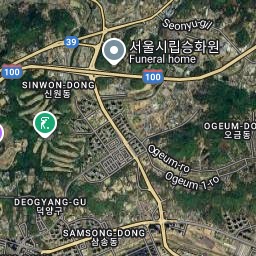 Seonyu-gil
39
서울시립승화원
Funeral home
100
100
SINWON-DONG
신원동
OGEUM-DO
오금동
Ogeum-ro
Ogeum 1-ro
DEOGYANG-GU
덕양구
SAMSONG-DONG
삼송동